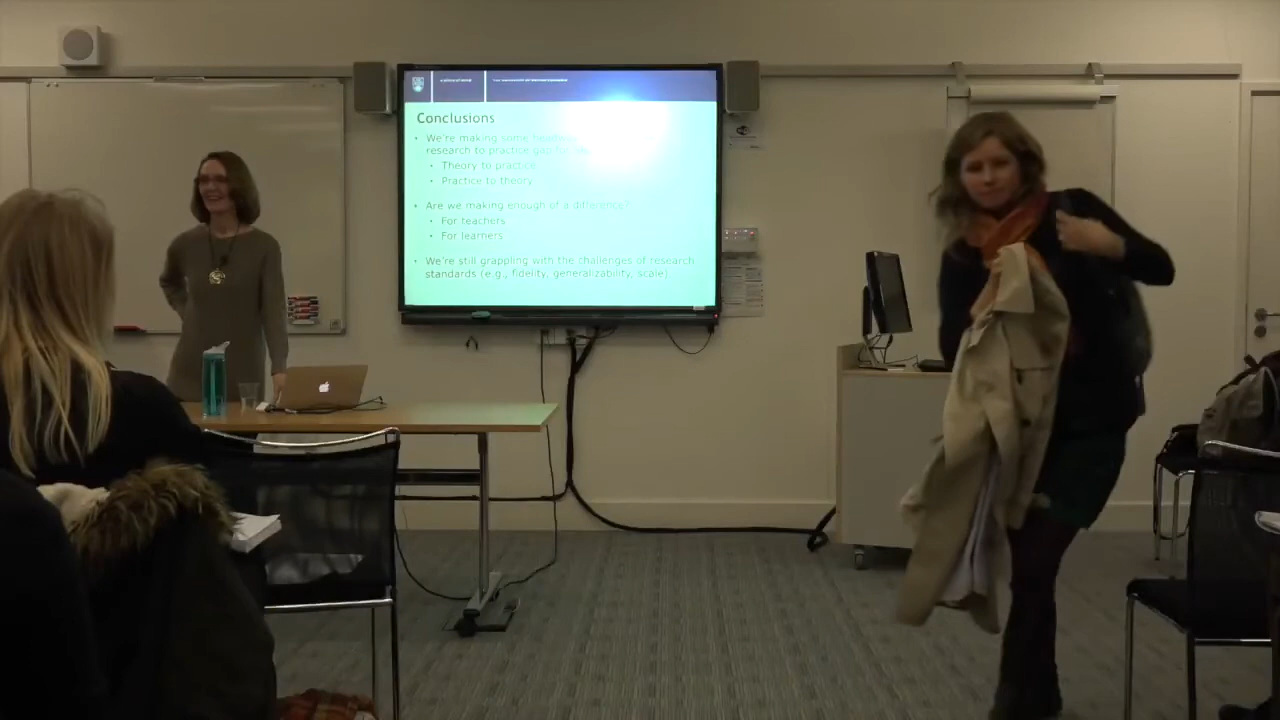 Conclusions
• We're making some headway
research to practice gap for
• Theory to practice
• Practice to theory
• Are we making enough of a difference?
• For teachers
• For learners
• We're still grappling with the challenges of research
standards (e.g., fidelity, generalizability, scale)